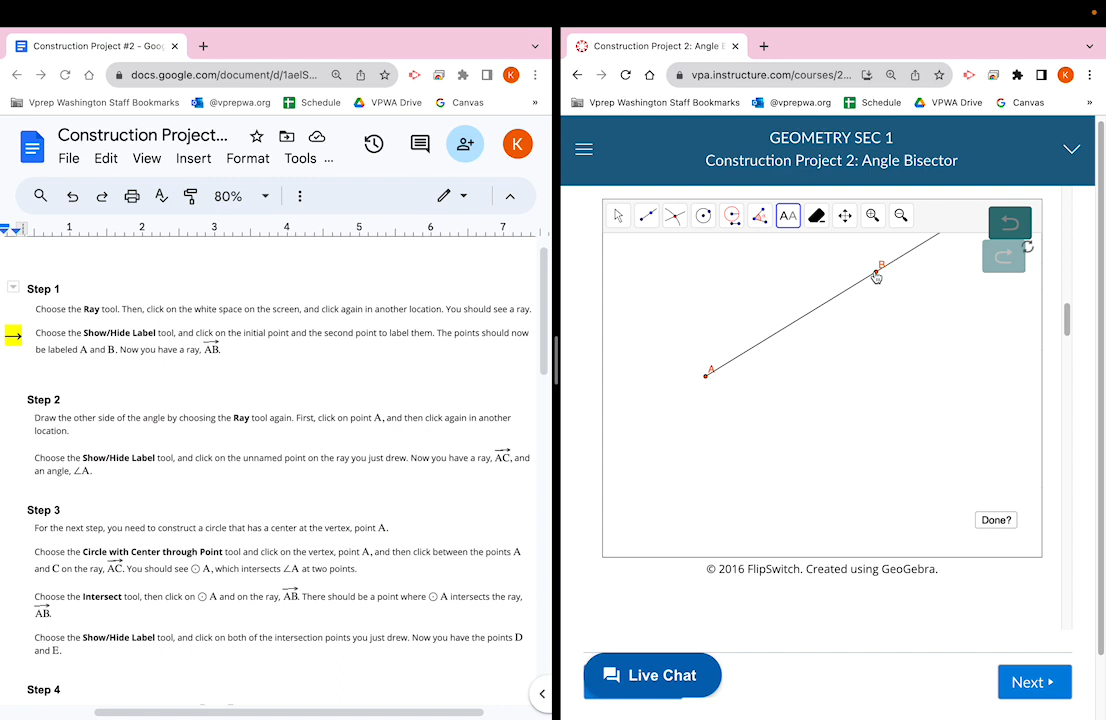 Construction Project #2 - Goog
docs.google.com/document/d/1aelS...
K
Vprep Washington Staff Bookmarks
@vprepwa.org
Schedule
VPWA Drive
Canvas
»
Construction Project...
File Edit View Insert Format Tools ...
K
80%
1 2 3 4 5 6 7
Step 1
Choose the Ray tool. Then, click on the white space on the screen, and click again in another location. You should see a ray.
→ Choose the Show/Hide Label tool, and click on the initial point and the second point to label them. The points should now
be labeled A and B. Now you have a ray, AB.
Step 2
Draw the other side of the angle by choosing the Ray tool again. First, click on point A, and then click again in another
location.
Choose the Show/Hide Label tool, and click on the unnamed point on the ray you just drew. Now you have a ray, AC, and
an angle, ∠A.
Step 3
For the next step, you need to construct a circle that has a center at the vertex, point A.
Choose the Circle with Center through Point tool and click on the vertex, point A, and then click between the points A
and C on the ray, AC. You should see ⊙ A, which intersects ∠A at two points.
Choose the Intersect tool, then click on ⊙ A and on the ray, AB. There should be a point where ⊙ A intersects the ray,
AB.
Choose the Show/Hide Label tool, and click on both of the intersection points you just drew. Now you have the points D
and E.
Step 4
Construction Project 2: Angle B
vpa.instructure.com/courses/2...
K
Vprep Washington Staff Bookmarks
@vprepwa.org
Schedule
VPWA Drive
Canvas
»
GEOMETRY SEC 1
Construction Project 2: Angle Bisector
AA
B
A
Done?
© 2016 FlipSwitch. Created using GeoGebra.
Live Chat
Next